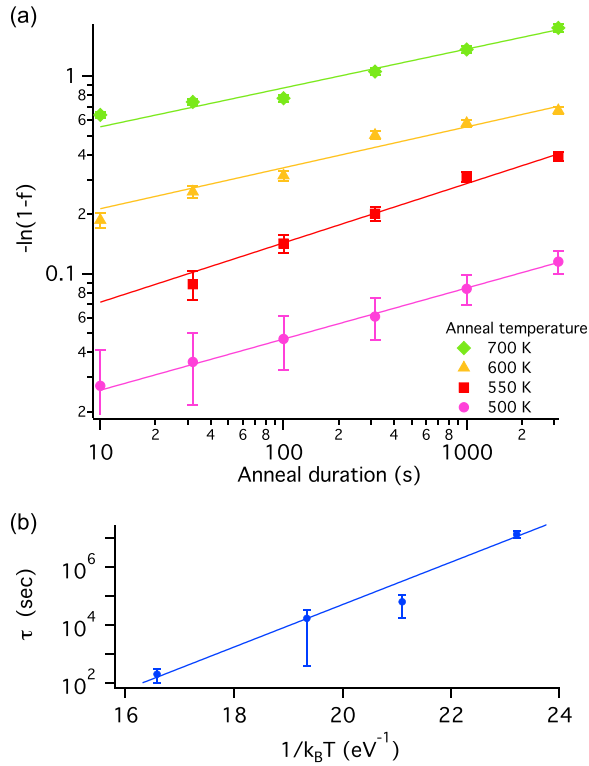 (a)
-ln(1-f)
1
8
6
4
2
0.1
8
6
4
2
10
2
4
6
8
100
2
4
6
8
1000
2
Anneal duration (s)
Anneal temperature
700 K
600 K
550 K
500 K
(b)
τ (sec)
10^6
10^4
10^2
16
18
20
22
24
1/k_BT (eV^-1)